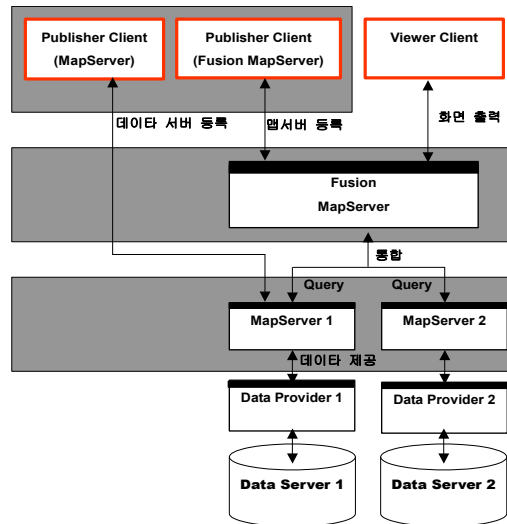 Publisher Client
(MapServer)
Publisher Client
(Fusion MapServer)
Viewer Client
데이타 서버 등록
맵서버 등록
화면 출력
Fusion
MapServer
통합
Query
Query
MapServer 1
MapServer 2
데이타 제공
Data Provider 1
Data Provider 2
Data Server 1
Data Server 2